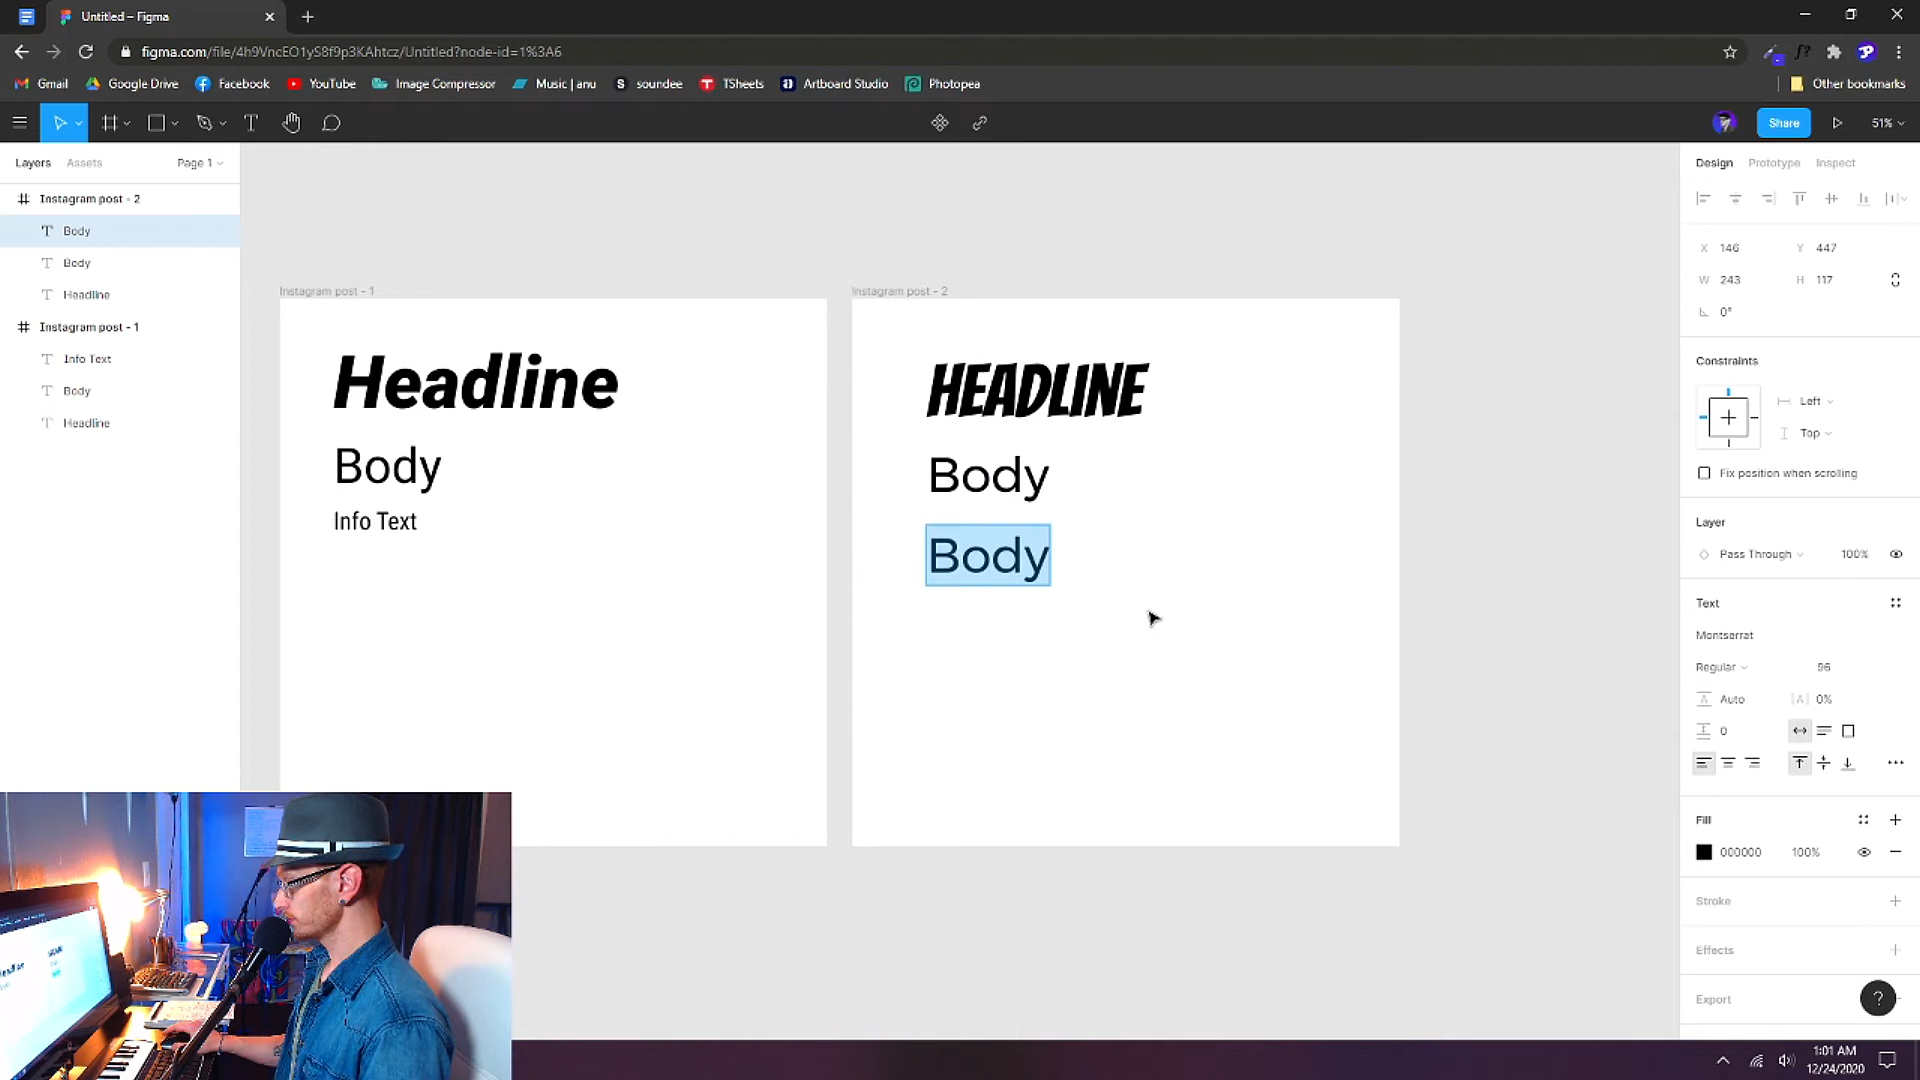 Untitled – Figma
figma.com/file/4h9VncEO1yS8f9p3KAhtcz/Untitled?node-id=1%3A6
Gmail Google Drive Facebook YouTube Image Compressor Music | anu soundee TSheets Artboard Studio Photopea Other bookmarks
Share 51%
Layers Assets Page 1
Design Prototype Inspect
Instagram post - 2
Body
Body
Headline
Instagram post - 1
Info Text
Body
Headline
Instagram post - 1
Headline
Body
Info Text
Instagram post - 2
HEADLINE
Body
Body
X 146 Y 447
W 243 H 117
0°
Constraints
Left
Top
Fix position when scrolling
Layer
Pass Through 100%
Text
Montserrat
Regular 96
Auto 0%
0
Fill
000000 100%
Stroke
Effects
Export
?
1:01 AM
12/24/2020